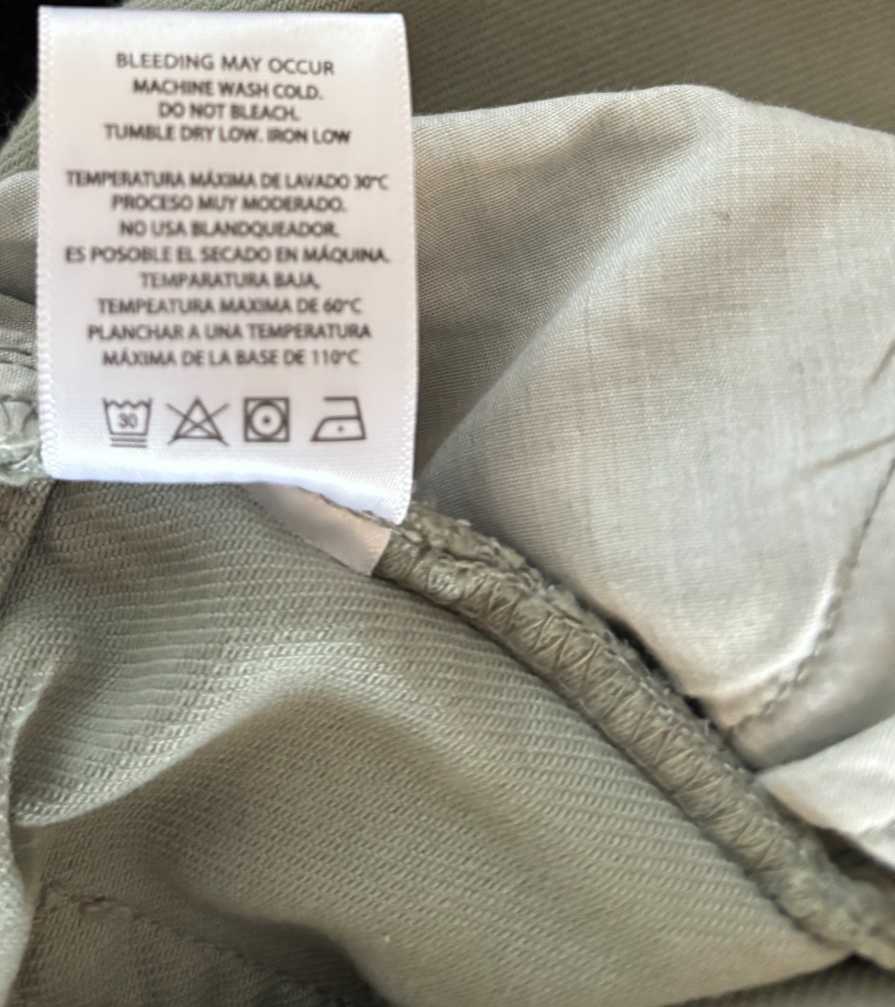 BLEEDING MAY OCCUR
MACHINE WASH COLD.
DO NOT BLEACH.
TUMBLE DRY LOW. IRON LOW
TEMPERATURA MÁXIMA DE LAVADO 30°C
PROCESO MUY MODERADO.
NO USA BLANDQUEADOR.
ES POSOBLE EL SECADO EN MÁQUINA.
TEMPARATURA BAJA,
TEMPEATURA MAXIMA DE 60°C
PLANCHAR A UNA TEMPERATURA
MÁXIMA DE LA BASE DE 110°C
30